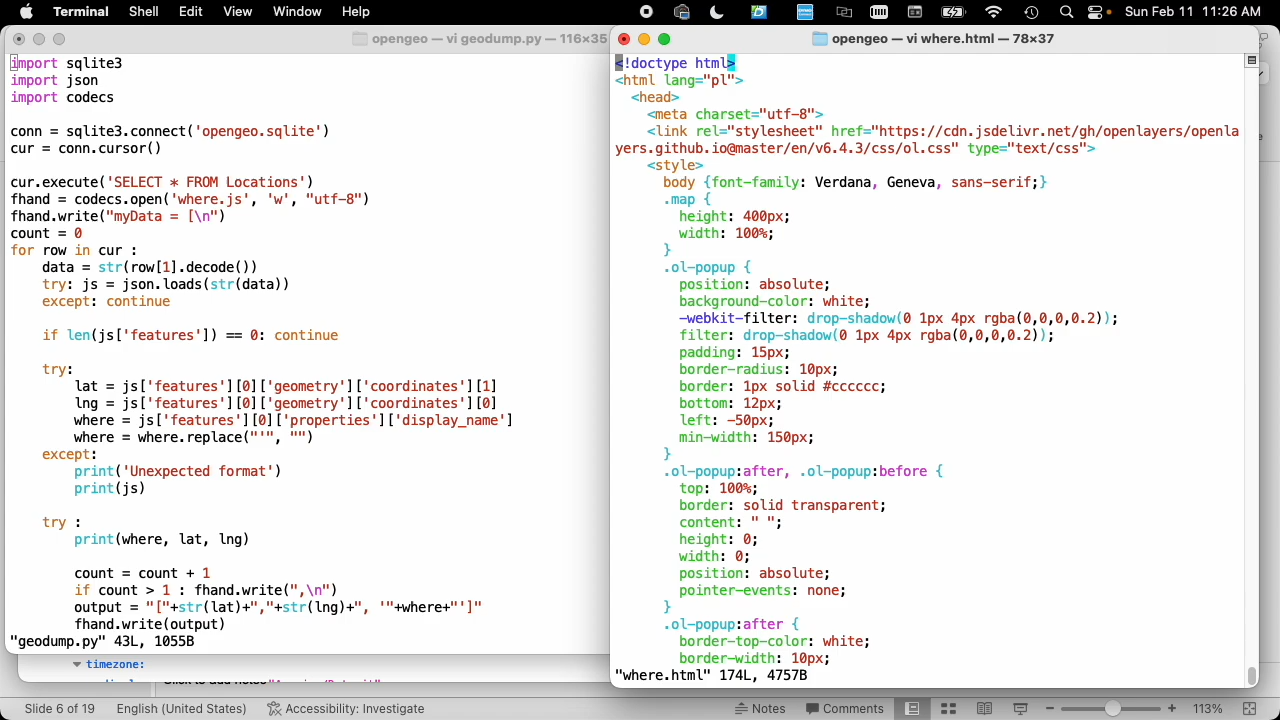 Terminal Shell Edit View Window Help Sun Feb 11 11:26 AM
opengeo — vi geodump.py — 116×35
import sqlite3
import json
import codecs
conn = sqlite3.connect('opengeo.sqlite')
cur = conn.cursor()
cur.execute('SELECT * FROM Locations')
fhand = codecs.open('where.js', 'w', "utf-8")
fhand.write("myData = [\n")
count = 0
for row in cur :
    data = str(row[1].decode())
    try: js = json.loads(str(data))
    except: continue
    if len(js['features']) == 0: continue
    try:
        lat = js['features'][0]['geometry']['coordinates'][1]
        lng = js['features'][0]['geometry']['coordinates'][0]
        where = js['features'][0]['properties']['display_name']
        where = where.replace("'", "")
    except:
        print('Unexpected format')
        print(js)
    try :
        print(where, lat, lng)
        count = count + 1
        if count > 1 : fhand.write(",\n")
        output = "["+str(lat)+","+str(lng)+", '"+where+"']"
        fhand.write(output)
"geodump.py" 43L, 1055B
opengeo — vi where.html — 78×37
<!doctype html>
<html lang="pl">
  <head>
    <meta charset="utf-8">
    <link rel="stylesheet" href="https://cdn.jsdelivr.net/gh/openlayers/openla
yers.github.io@master/en/v6.4.3/css/ol.css" type="text/css">
    <style>
      body {font-family: Verdana, Geneva, sans-serif;}
      .map {
        height: 400px;
        width: 100%;
      }
      .ol-popup {
        position: absolute;
        background-color: white;
        -webkit-filter: drop-shadow(0 1px 4px rgba(0,0,0,0.2));
        filter: drop-shadow(0 1px 4px rgba(0,0,0,0.2));
        padding: 15px;
        border-radius: 10px;
        border: 1px solid #cccccc;
        bottom: 12px;
        left: -50px;
        min-width: 150px;
      }
      .ol-popup:after, .ol-popup:before {
        top: 100%;
        border: solid transparent;
        content: " ";
        height: 0;
        width: 0;
        position: absolute;
        pointer-events: none;
      }
      .ol-popup:after {
        border-top-color: white;
        border-width: 10px;
"where.html" 174L, 4757B
timezone:
Slide 6 of 19 English (United States) Accessibility: Investigate Notes Comments 113%